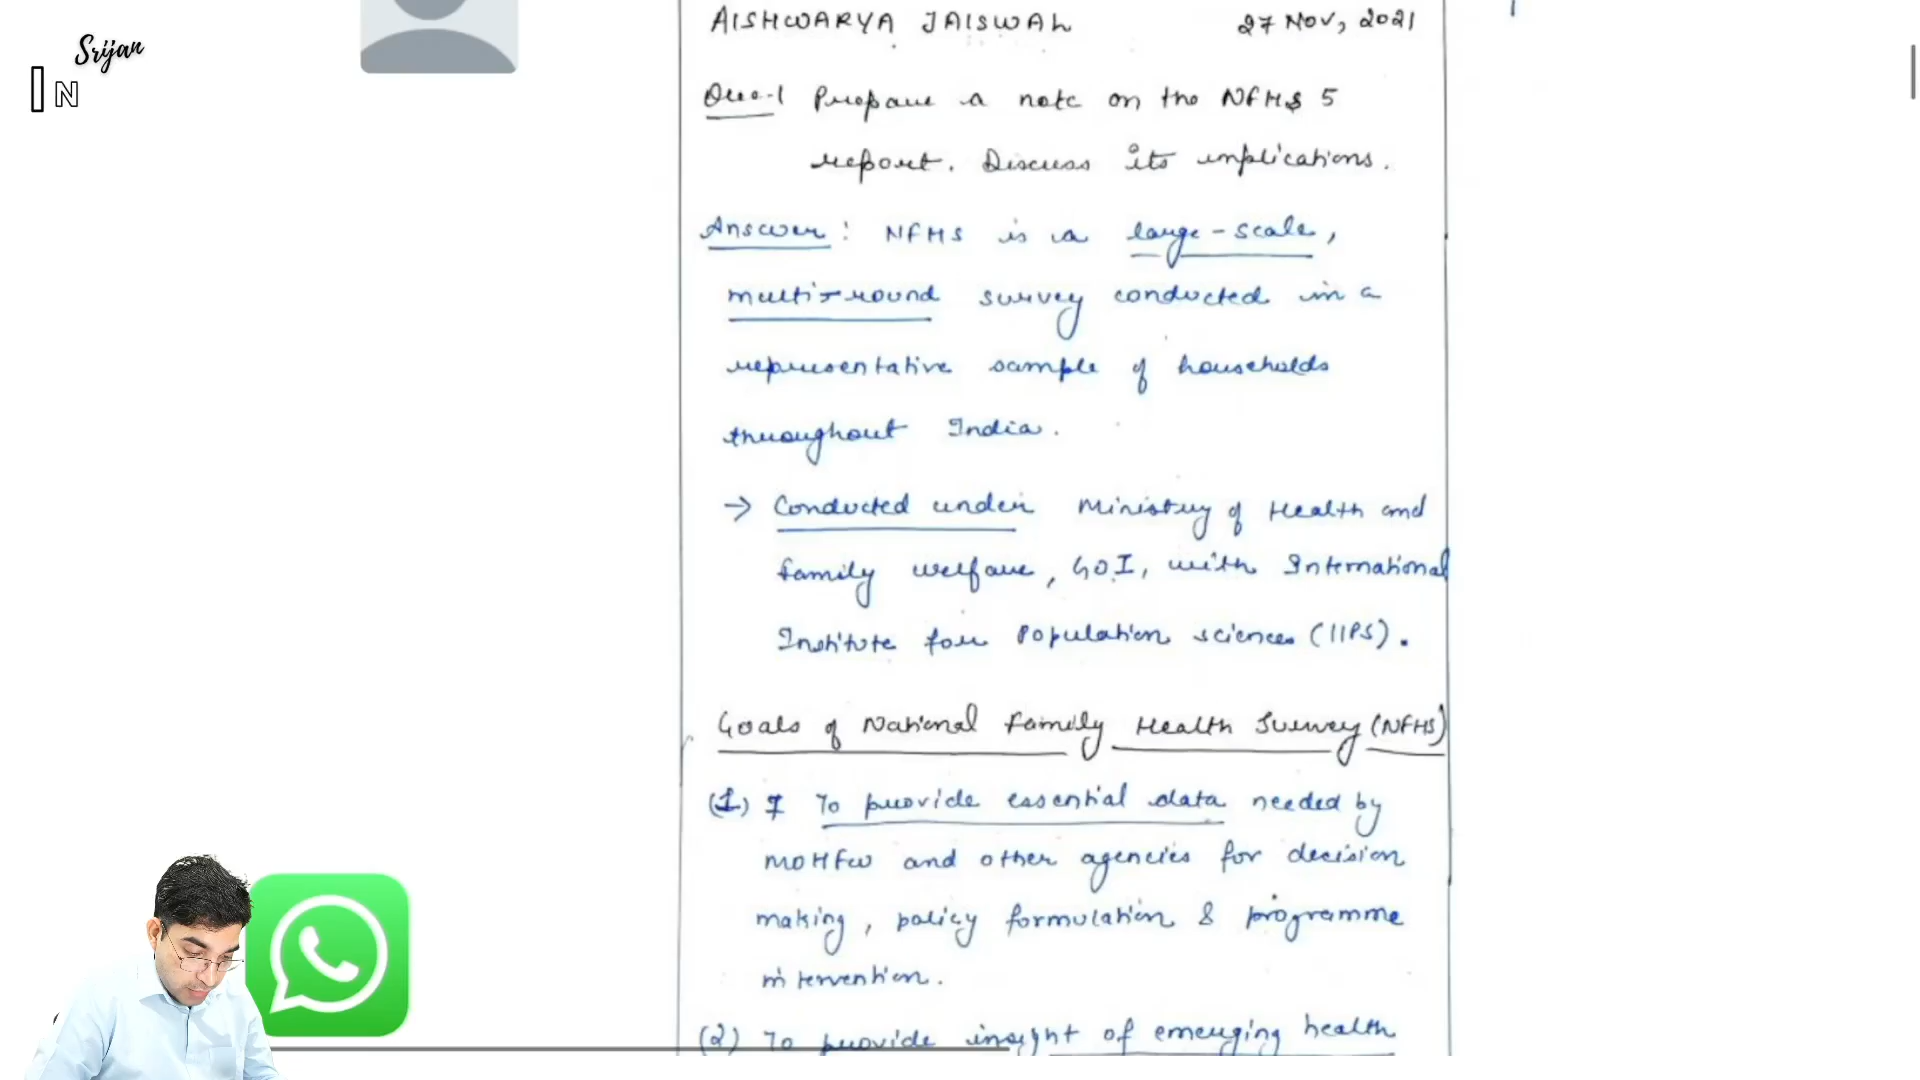 Srijan
IN
AISHWARYA JAISWAL 27 NOV, 2021
Que-1 Prepare a note on the NFHS 5
report. Discuss its implications.
Answer: NFHS is a large-scale,
multi-round survey conducted in a
representative sample of households
throughout India.
→ Conducted under Ministry of Health and
family welfare, GOI, with International
Institute for Population sciences (IIPS).
Goals of National Family Health Survey (NFHS)
(1) To provide essential data needed by
MOHFW and other agencies for decision
making, policy formulation & programme
intervention.
(2) To provide insight of emerging health